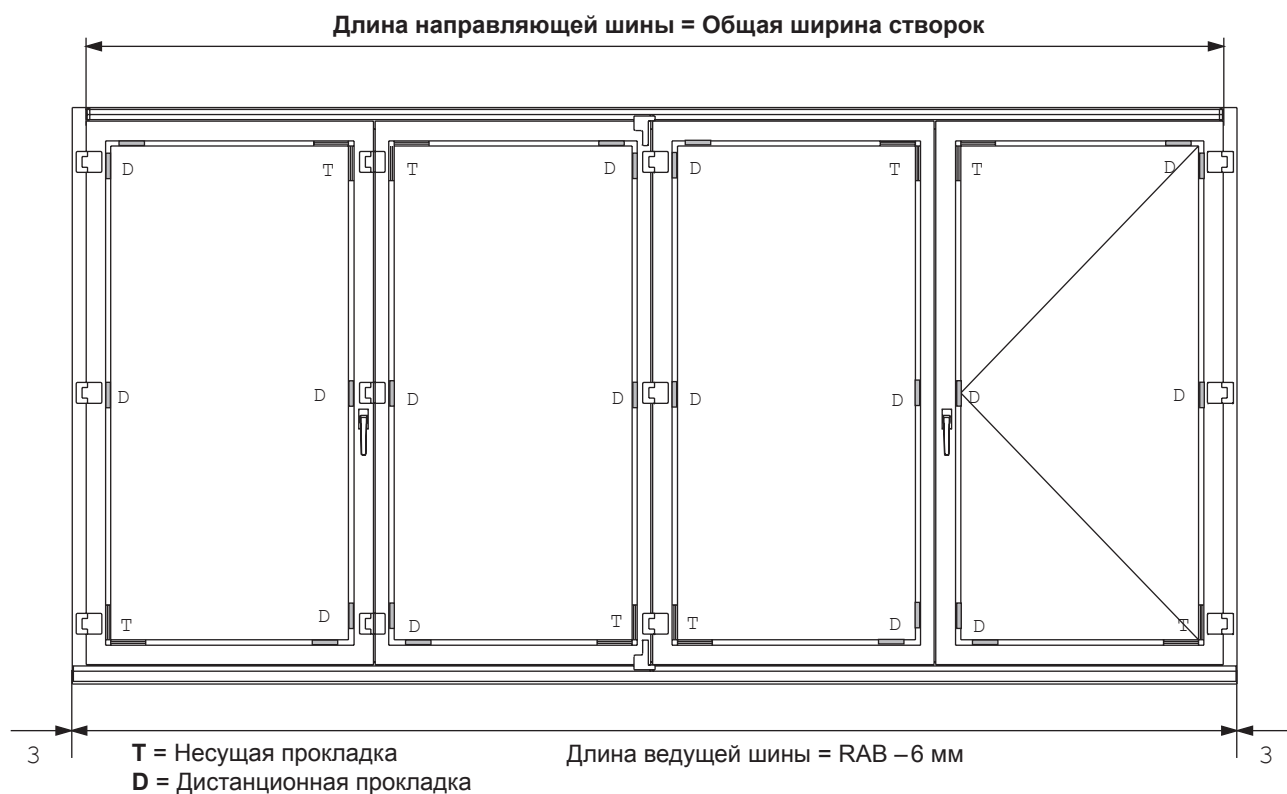 Длина направляющей шины = Общая ширина створок
D T T D D T T D
D D D D D D D D
T D D T T D D T
3 3
T = Несущая прокладка Длина ведущей шины = RAB – 6 мм
D = Дистанционная прокладка